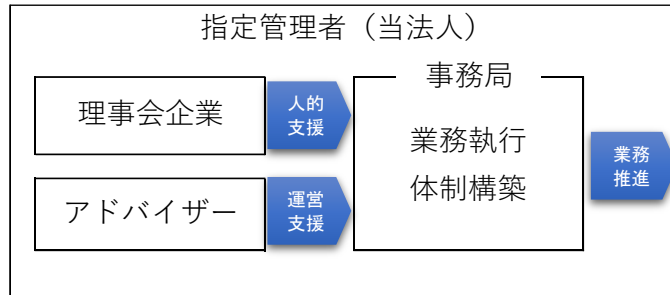 指定管理者（当法人）
理事会企業
人的
支援
アドバイザー
運営
支援
事務局
業務執行
体制構築
業務
推進